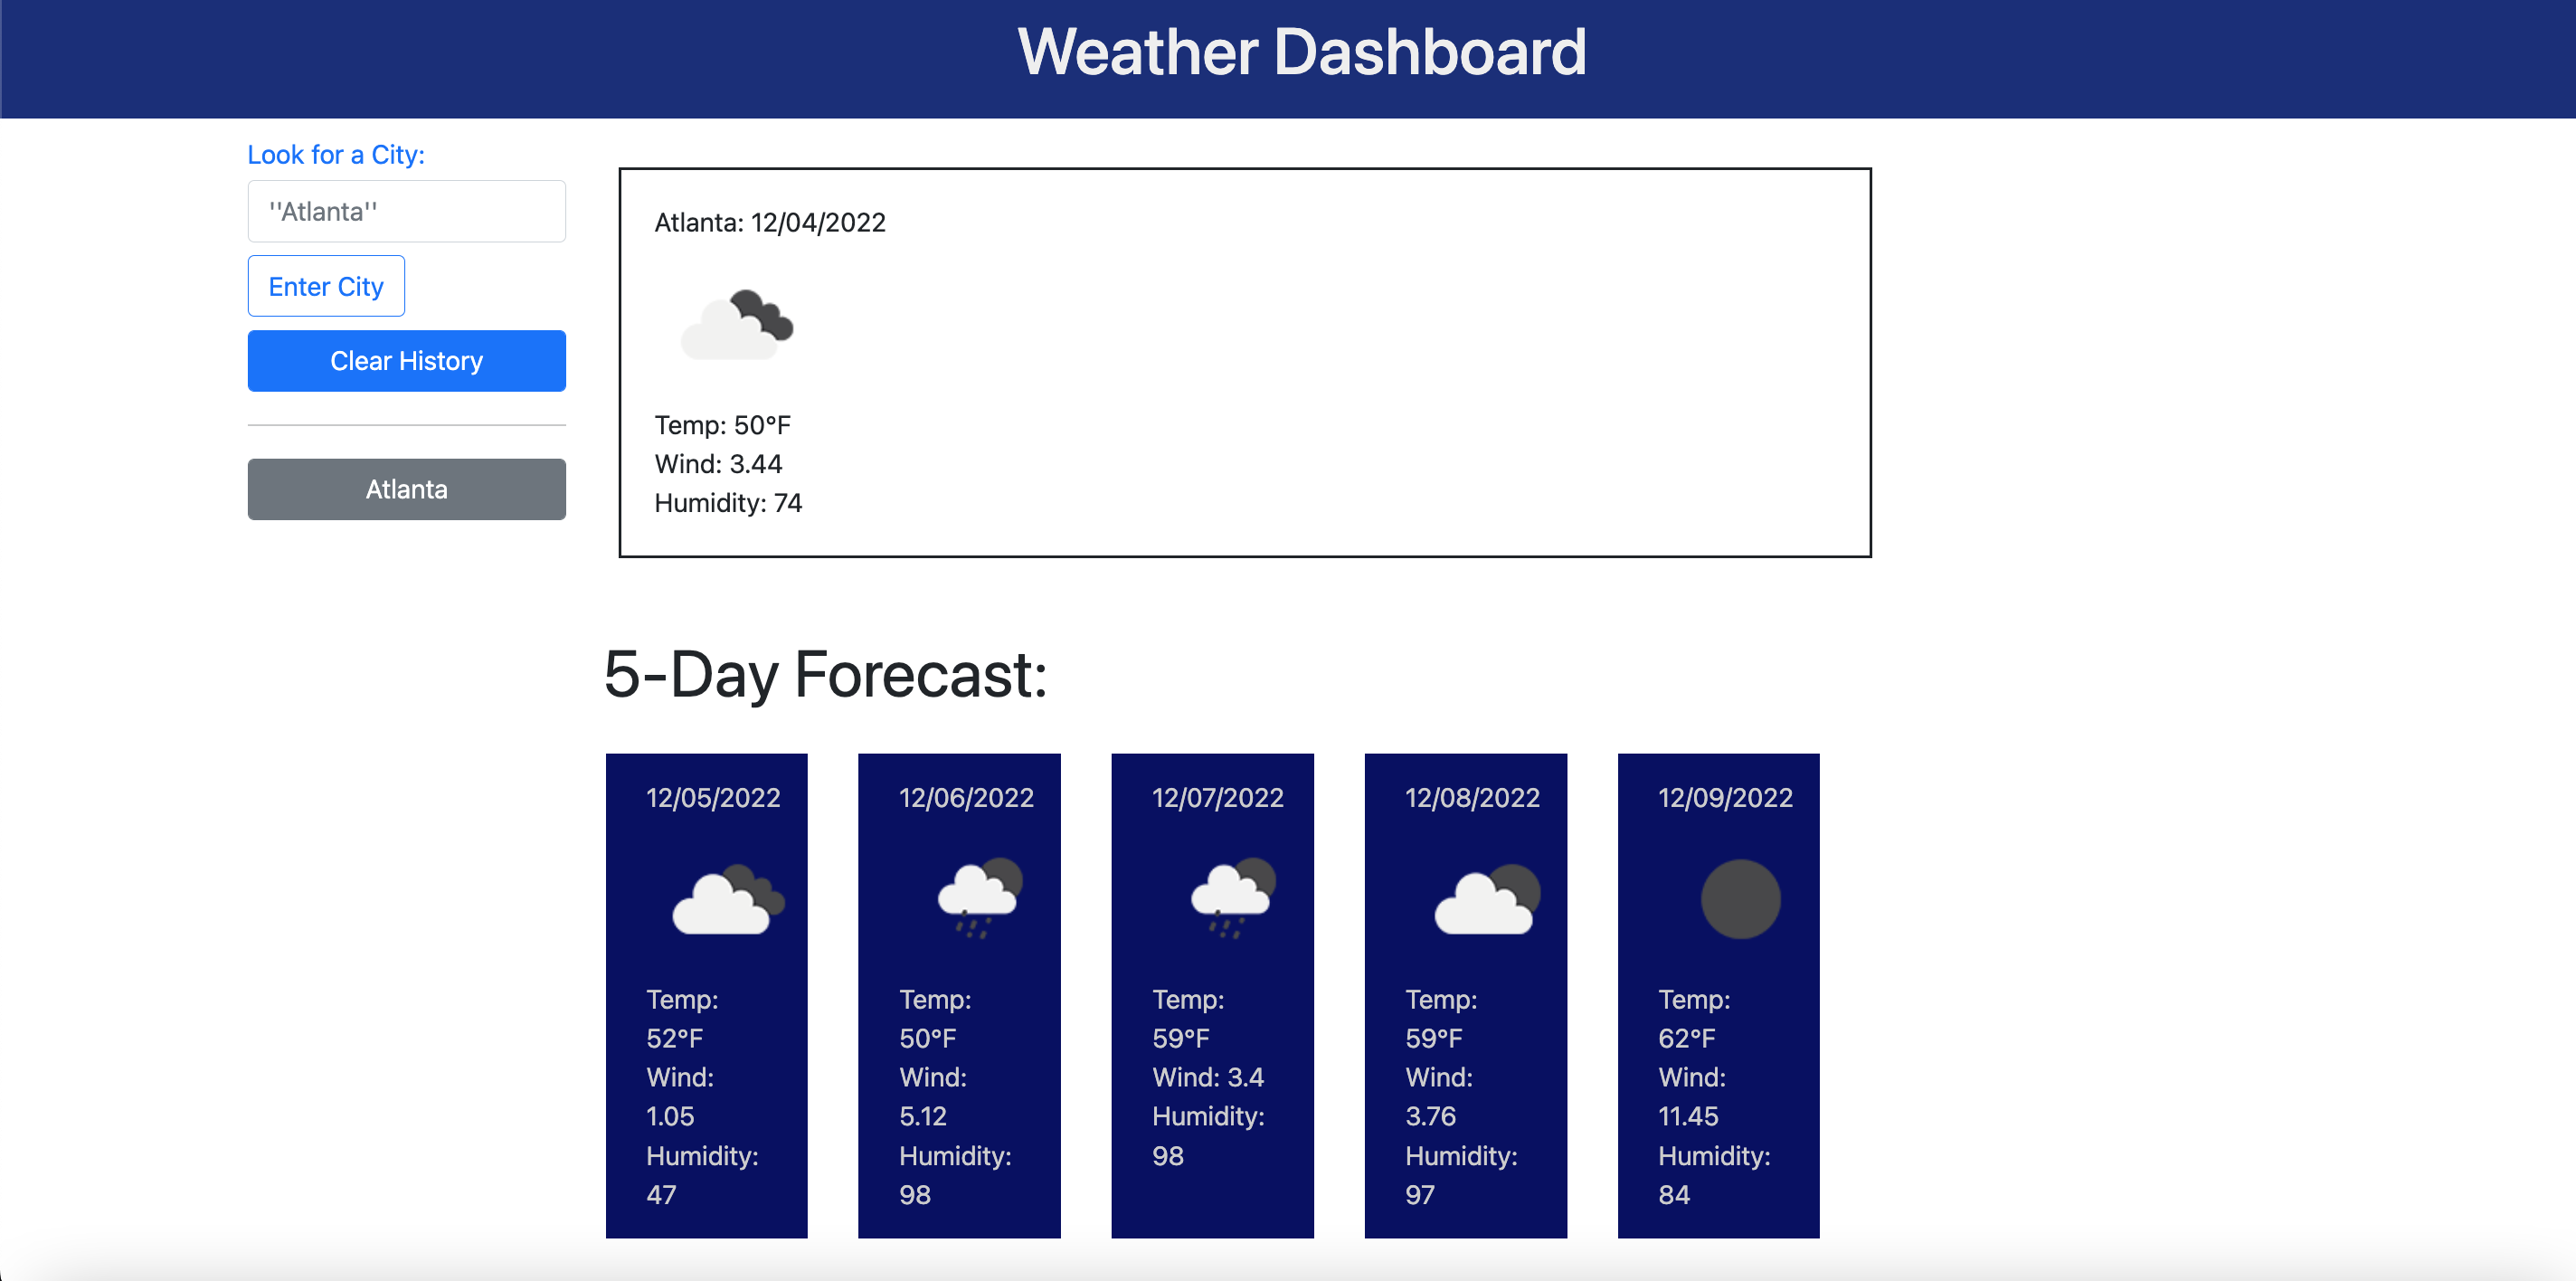 Weather Dashboard
Look for a City:
''Atlanta''
Enter City
Clear History
Atlanta
Atlanta: 12/04/2022
Temp: 50°F
Wind: 3.44
Humidity: 74
5-Day Forecast:
12/05/2022
Temp:
52°F
Wind:
1.05
Humidity:
47
12/06/2022
Temp:
50°F
Wind:
5.12
Humidity:
98
12/07/2022
Temp:
59°F
Wind: 3.4
Humidity:
98
12/08/2022
Temp:
59°F
Wind:
3.76
Humidity:
97
12/09/2022
Temp:
62°F
Wind:
11.45
Humidity:
84